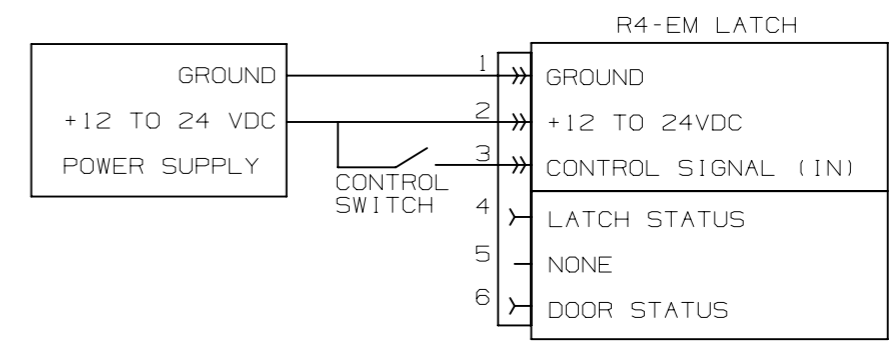 R4-EM LATCH
GROUND
+12 TO 24 VDC
POWER SUPPLY
CONTROL
SWITCH
1
2
3
4
5
6
GROUND
+12 TO 24VDC
CONTROL SIGNAL (IN)
LATCH STATUS
NONE
DOOR STATUS